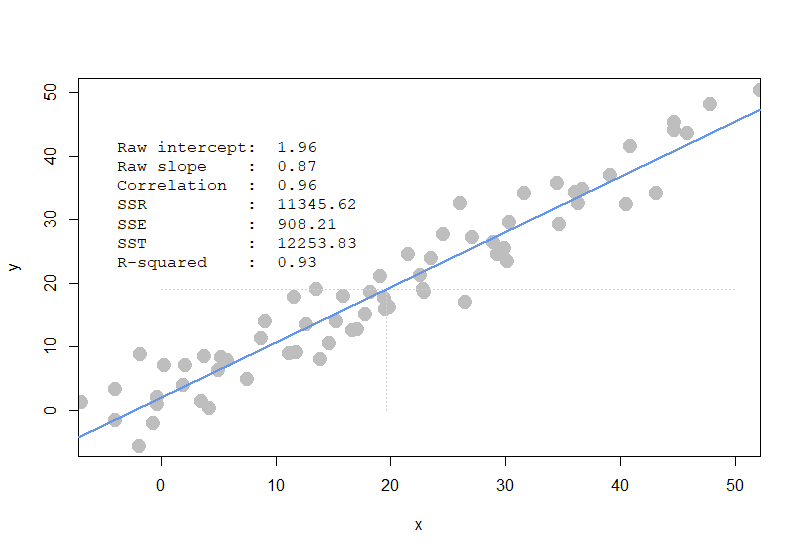 50
40
30
20
10
0
y
Raw intercept: 1.96
Raw slope : 0.87
Correlation : 0.96
SSR : 11345.62
SSE : 908.21
SST : 12253.83
R-squared : 0.93
0 10 20 30 40 50
x